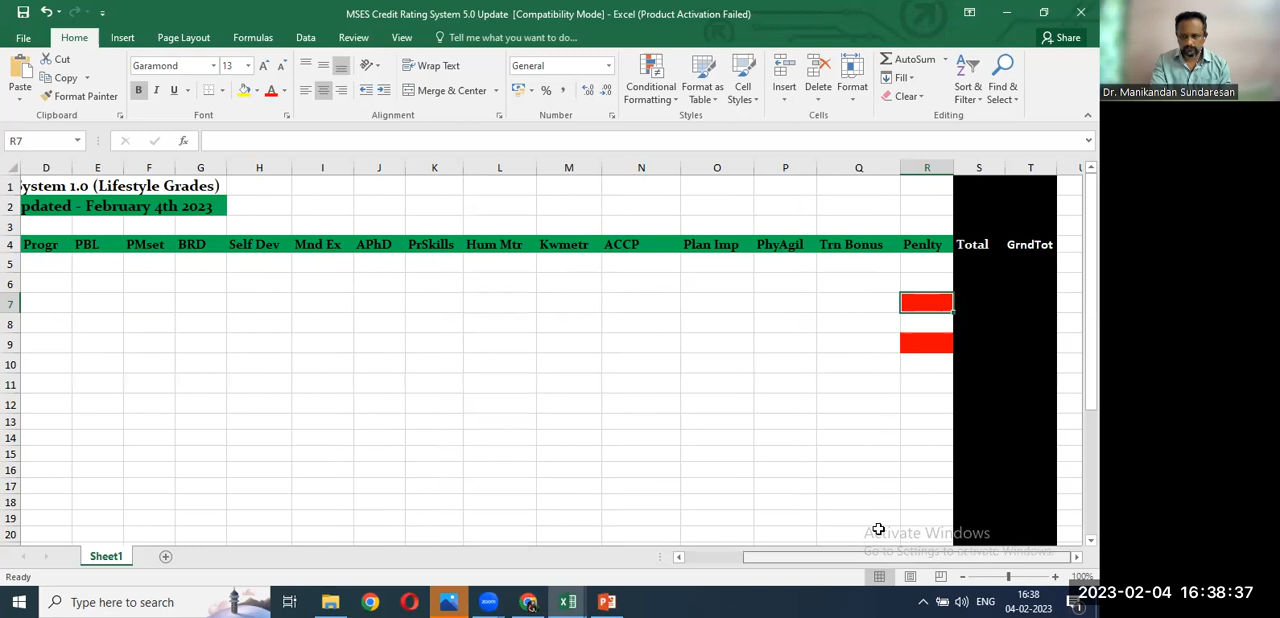 MSES Credit Rating System 5.0 Update [Compatibility Mode] - Excel (Product Activation Failed)
File Home Insert Page Layout Formulas Data Review View Tell me what you want to do... Share
Paste Cut Copy Format Painter Clipboard
Garamond 13 A A B I U A Font
Wrap Text Merge & Center Alignment
General % , Number
Conditional Formatting Format as Table Cell Styles Styles
Insert Delete Format Cells
AutoSum Fill Clear Sort & Filter Find & Select Editing
Dr. Manikandan Sundaresan
R7 fx
D E F G H I J K L M N O P Q R S T U
1 ystem 1.0 (Lifestyle Grades)
2 pdated - February 4th 2023
3
4 Progr PBL PMset BRD Self Dev Mnd Ex APhD PrSkills Hum Mtr Kwmetr ACCP Plan Imp PhyAgil Trn Bonus Penlty Total GrndTot
5
6
7
8
9
10
11
12
13
14
15
16
17
18
19
20
Activate Windows
Go to Settings to activate Windows.
Sheet1
Ready 100%
Type here to search ENG 16:38 04-02-2023 1
2023-02-04 16:38:37